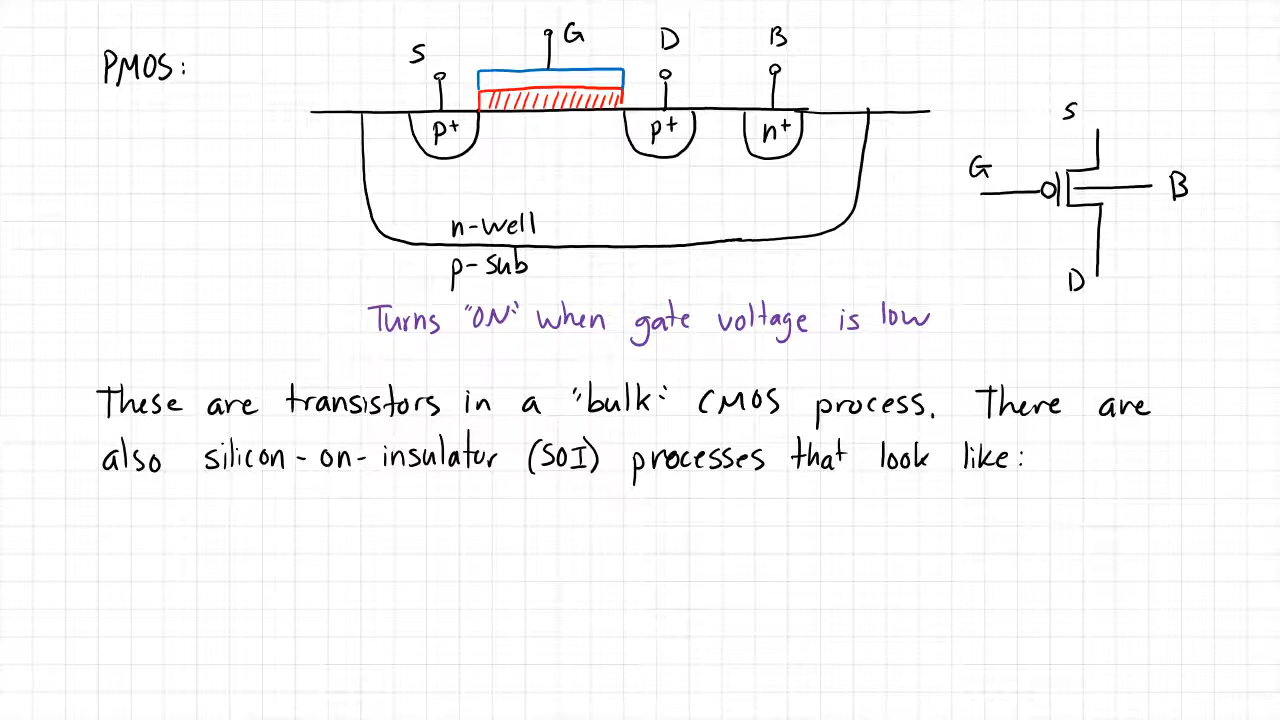 PMOS:
S
G
D
B
p+
p+
n+
n-well
p-sub
S
G
B
D
Turns "ON" when gate voltage is low
These are transistors in a "bulk" CMOS process. There are
also silicon-on-insulator (SOI) processes that look like: